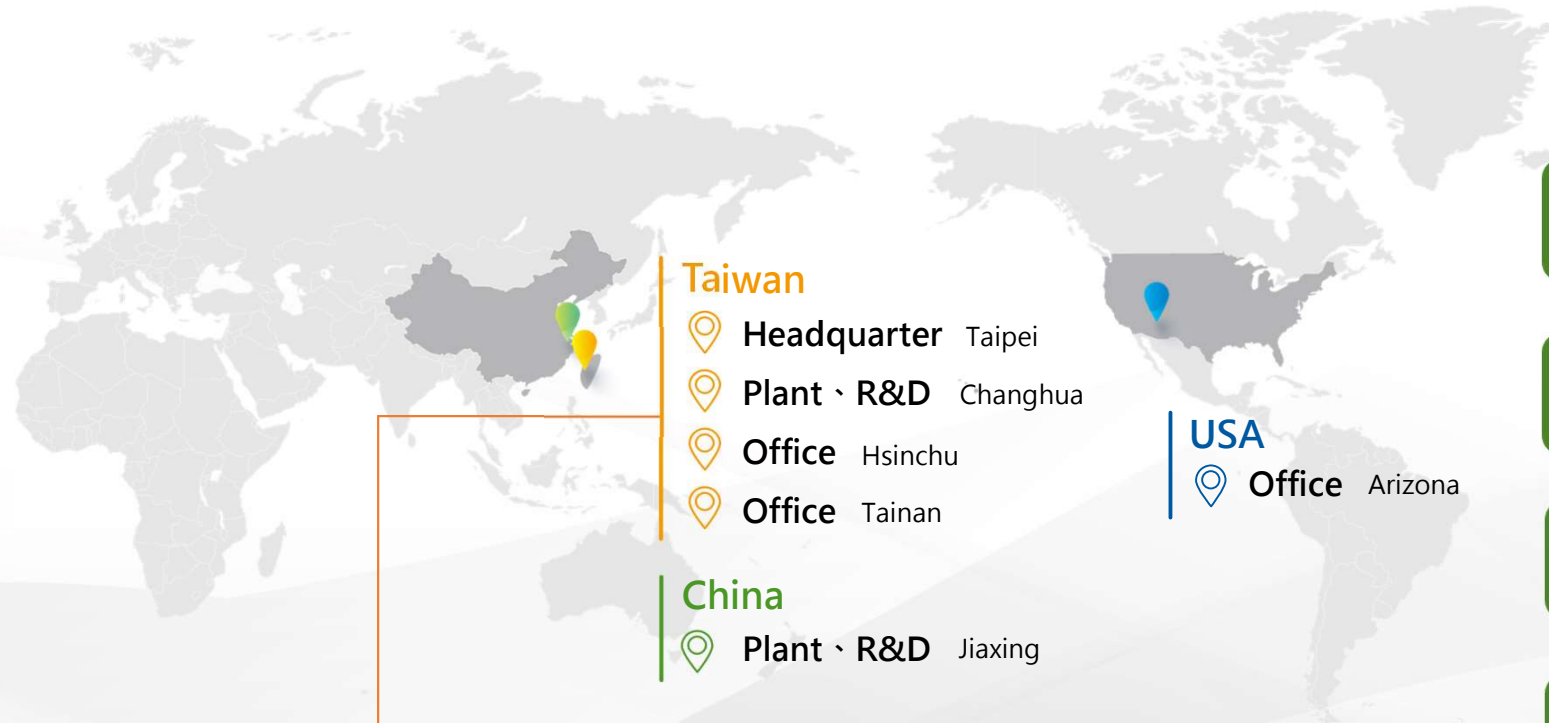 Taiwan
Headquarter Taipei
Plant、R&D Changhua
Office Hsinchu
Office Tainan
China
Plant、R&D Jiaxing
USA
Office Arizona